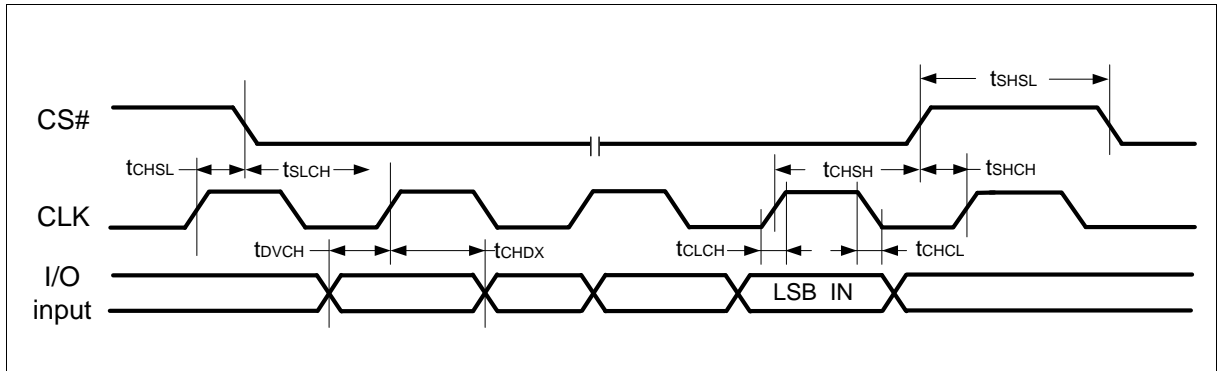 tSHSL
CS#
tCHSL
tSLCH
tCHSH
tSHCH
CLK
tDVCH
tCHDX
tCLCH
tCHCL
I/O
input
LSB IN